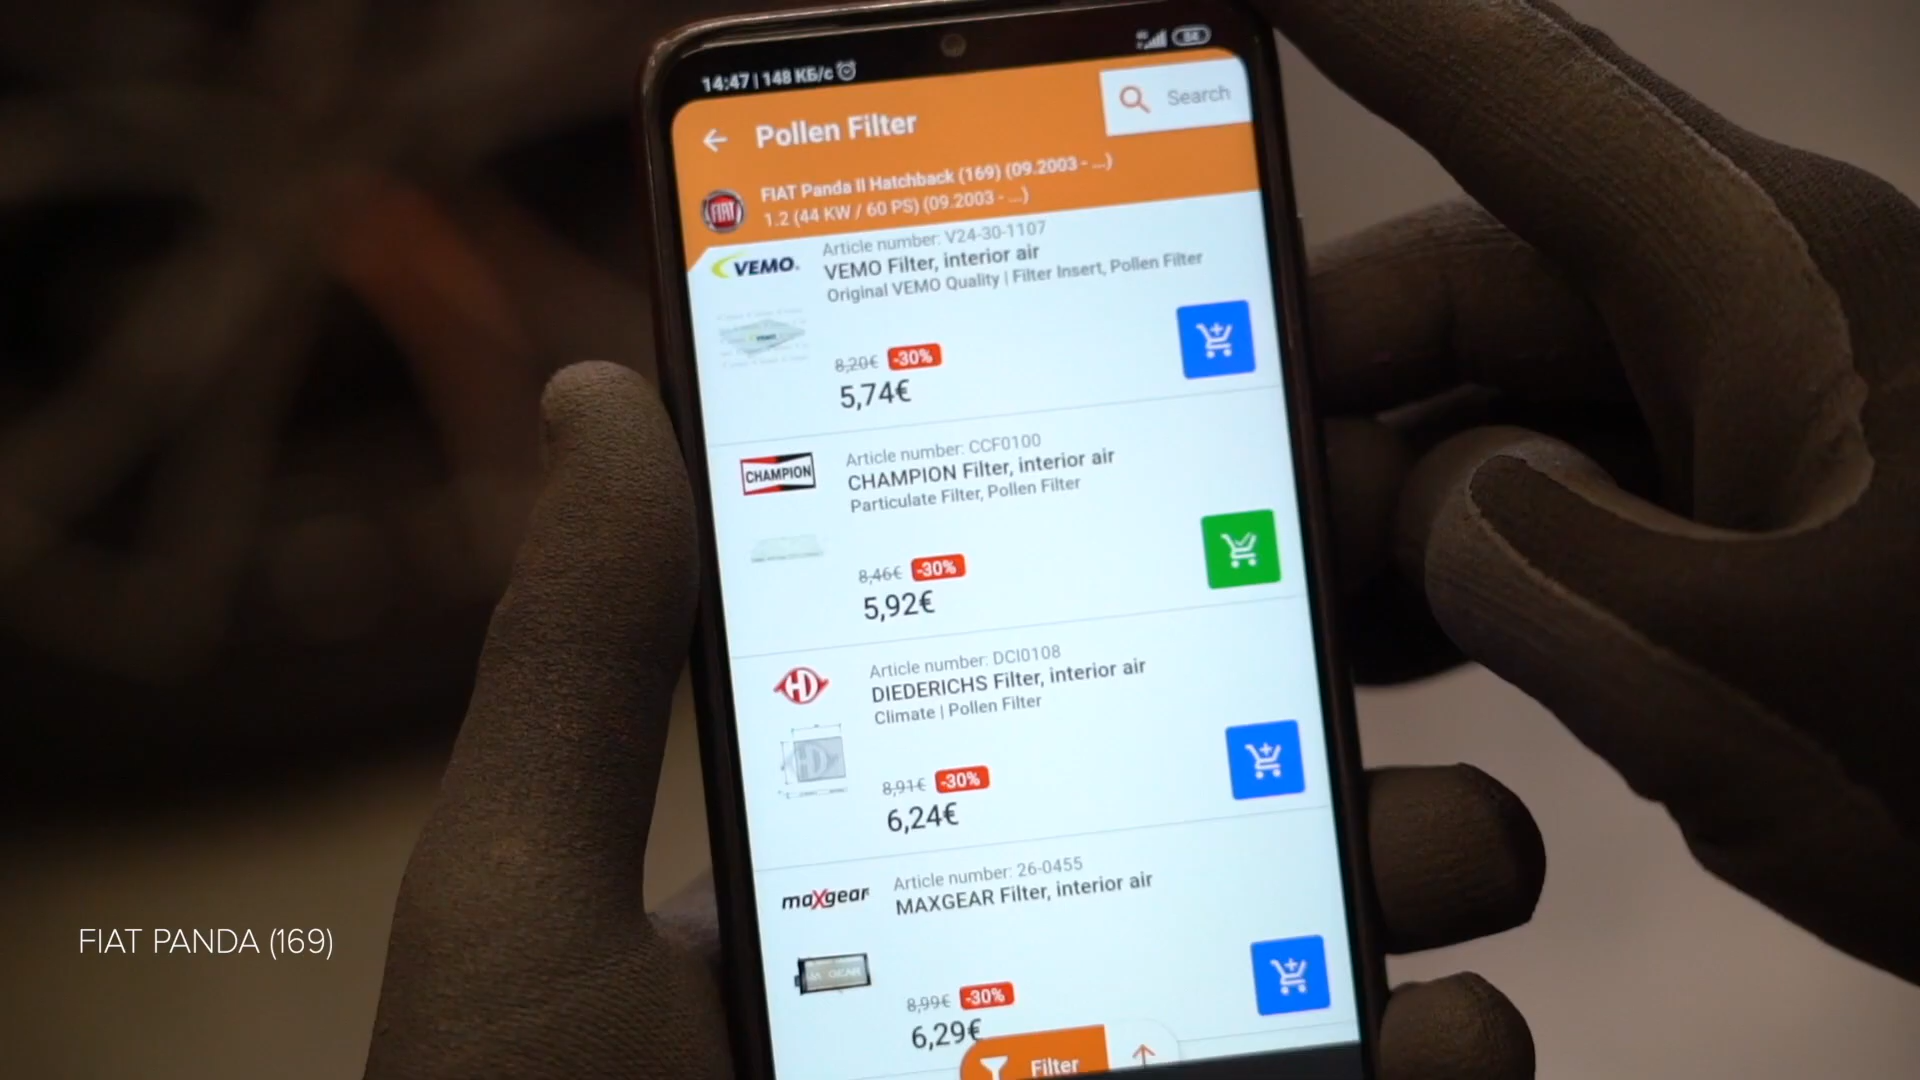 14:47 | 148 КБ/с
84
Pollen Filter
Search
FIAT
FIAT Panda II Hatchback (169) (09.2003 - ...)
1.2 (44 KW / 60 PS) (09.2003 - ...)
VEMO.
Article number: V24-30-1107
VEMO Filter, interior air
Original VEMO Quality | Filter Insert, Pollen Filter
8,20€ -30%
5,74€
CHAMPION
Article number: CCF0100
CHAMPION Filter, interior air
Particulate Filter, Pollen Filter
8,46€ -30%
5,92€
HD
Article number: DCI0108
DIEDERICHS Filter, interior air
Climate | Pollen Filter
8,91€ -30%
6,24€
maXgear
Article number: 26-0455
MAXGEAR Filter, interior air
8,99€ -30%
6,29€
Filter
FIAT PANDA (169)